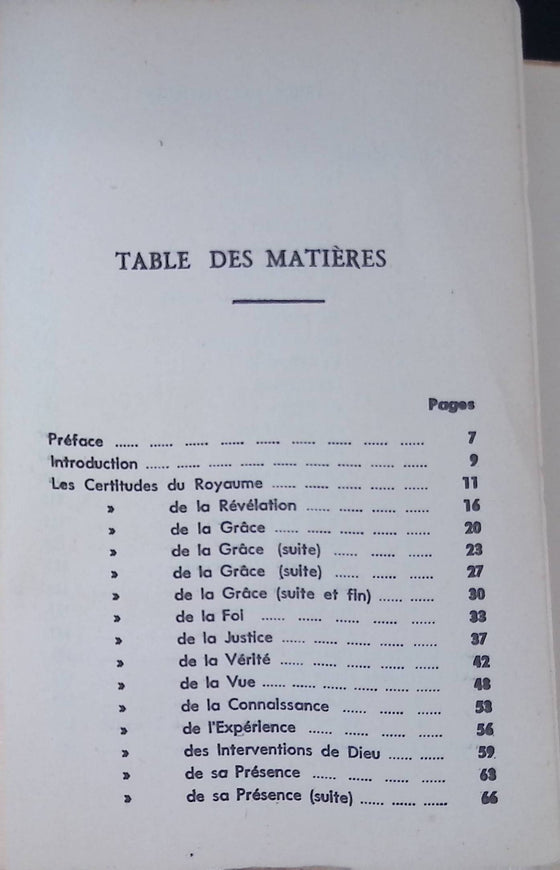 TABLE DES MATIÈRES
Pages
Préface ...... ...... ...... ...... ...... ...... ...... ...... ...... 7
Introduction ...... ...... ...... ...... ...... ...... ...... ...... 9
Les Certitudes du Royaume ...... ...... ...... ...... ...... 11
» de la Révélation ...... ...... ...... ...... 16
» de la Grâce ...... ...... ...... ...... ...... 20
» de la Grâce (suite) ...... ...... ...... 23
» de la Grâce (suite) ...... ...... ...... 27
» de la Grâce (suite et fin) ...... ...... 30
» de la Foi ...... ...... ...... ...... ...... 33
» de la Justice ...... ...... ...... ...... ...... 37
» de la Vérité ...... ...... ...... ...... ...... 42
» de la Vue ...... ...... ...... ...... ...... ...... 48
» de la Connaissance ...... ...... ...... 53
» de l'Expérience ...... ...... ...... ...... 56
» des Interventions de Dieu ...... ...... 59
» de sa Présence ...... ...... ...... ...... 63
» de sa Présence (suite) ...... ...... ...... 66